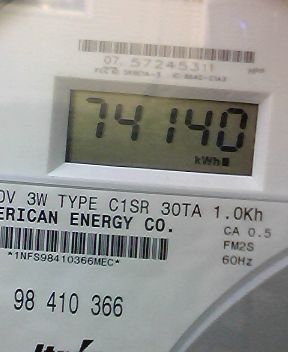 07 57245311
74140
kWh
0V 3W TYPE C1SR 30TA 1.0Kh
ERICAN ENERGY CO.
CA 0.5
FM2S
*1NFS98410366MEC*
60Hz
98 410 366